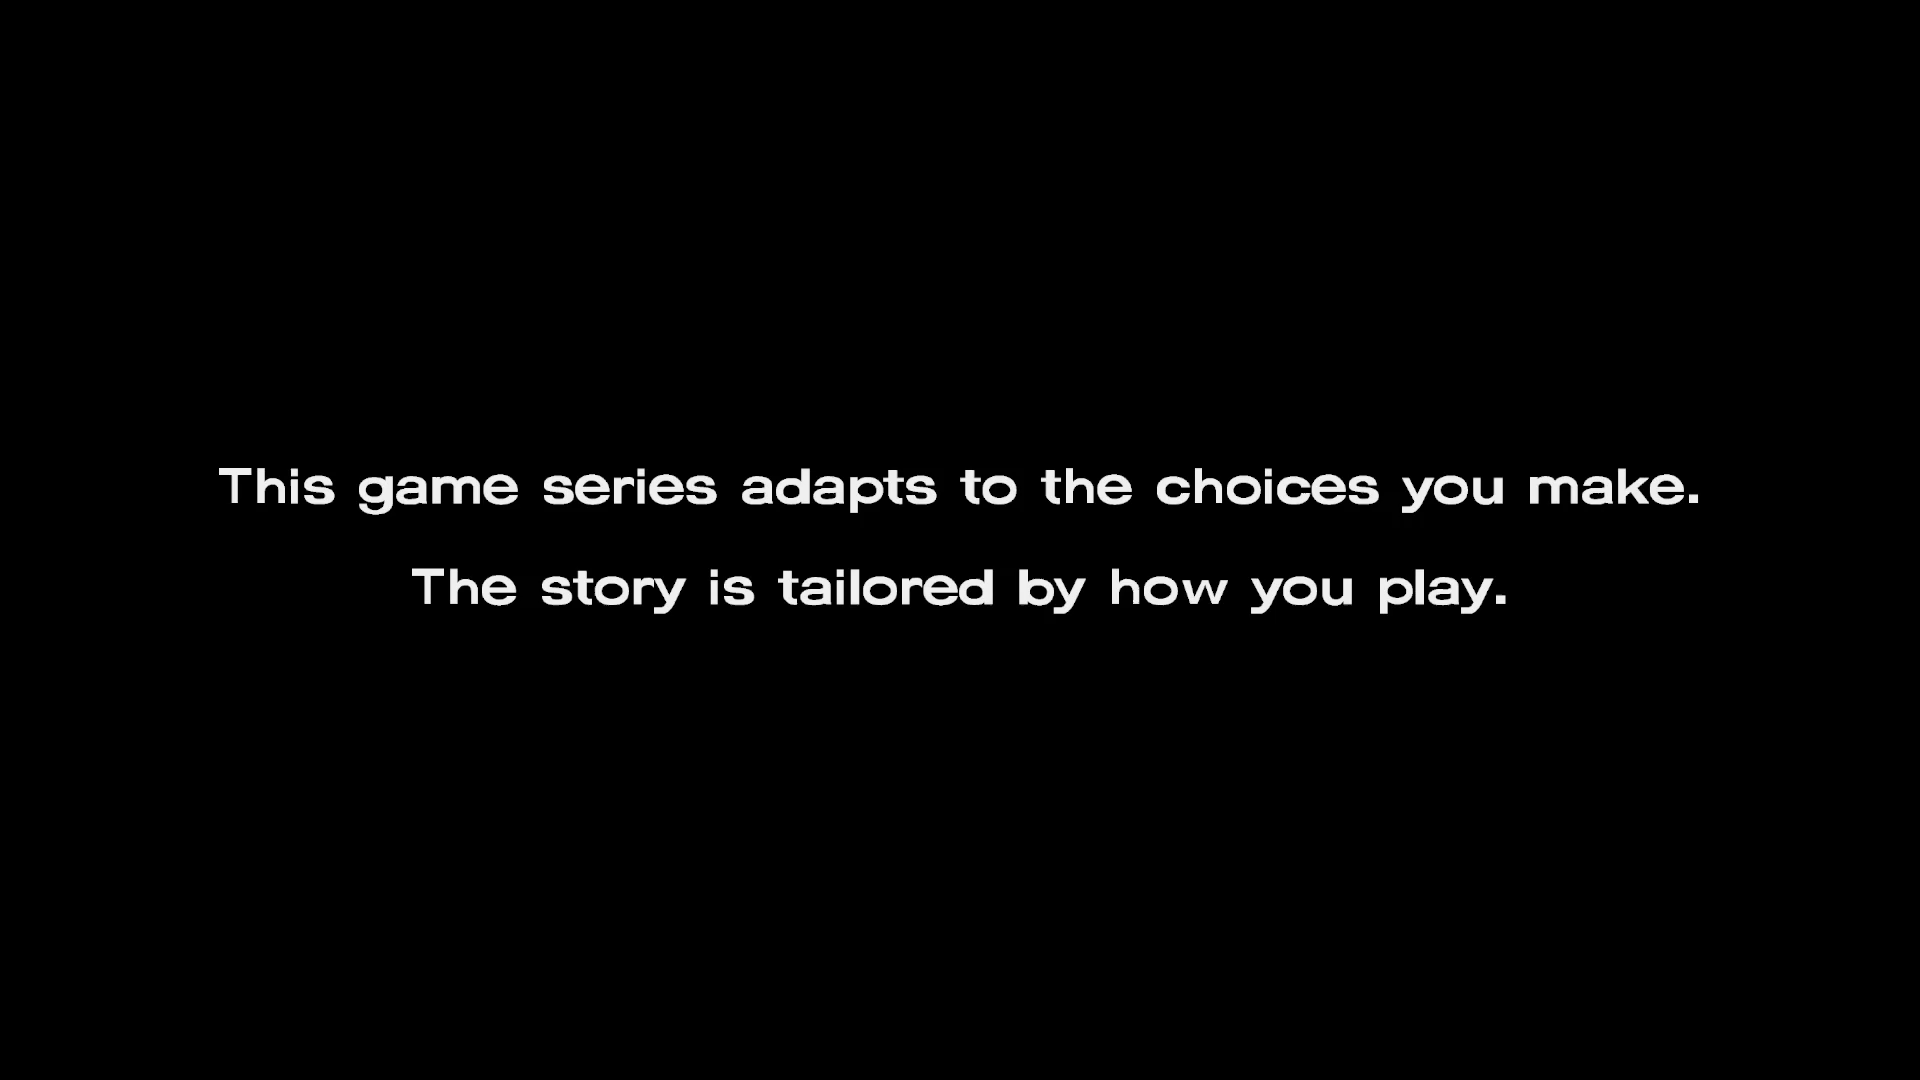 This game series adapts to the choices you make.
The story is tailored by how you play.